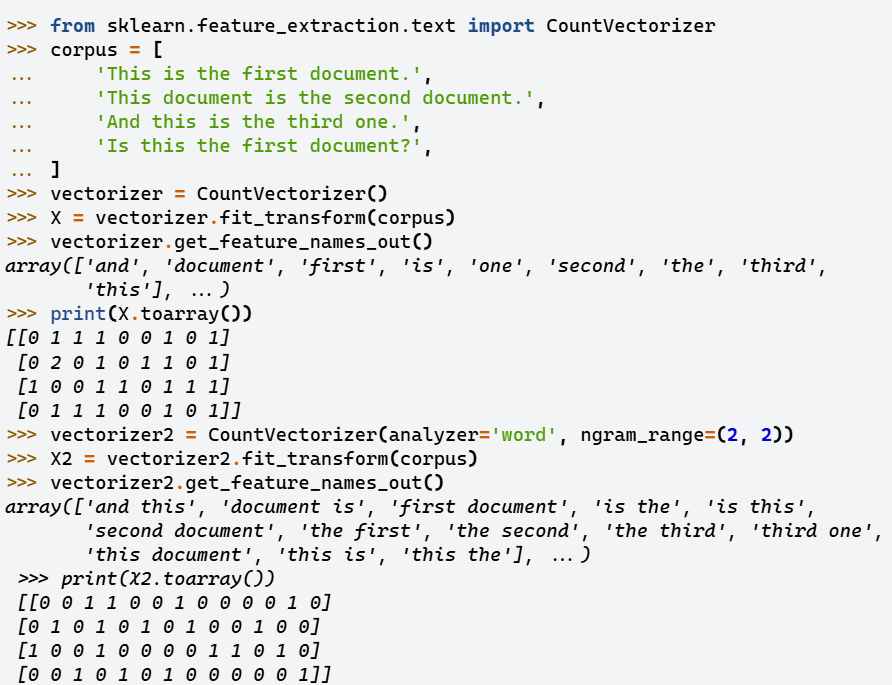 >>> from sklearn.feature_extraction.text import CountVectorizer
>>> corpus = [
...     'This is the first document.',
...     'This document is the second document.',
...     'And this is the third one.',
...     'Is this the first document?',
... ]
>>> vectorizer = CountVectorizer()
>>> X = vectorizer.fit_transform(corpus)
>>> vectorizer.get_feature_names_out()
array(['and', 'document', 'first', 'is', 'one', 'second', 'the', 'third',
       'this'], ...)
>>> print(X.toarray())
[[0 1 1 1 0 0 1 0 1]
 [0 2 0 1 0 1 1 0 1]
 [1 0 0 1 1 0 1 1 1]
 [0 1 1 1 0 0 1 0 1]]
>>> vectorizer2 = CountVectorizer(analyzer='word', ngram_range=(2, 2))
>>> X2 = vectorizer2.fit_transform(corpus)
>>> vectorizer2.get_feature_names_out()
array(['and this', 'document is', 'first document', 'is the', 'is this',
       'second document', 'the first', 'the second', 'the third', 'third one',
       'this document', 'this is', 'this the'], ...)
 >>> print(X2.toarray())
 [[0 0 1 1 0 0 1 0 0 0 0 1 0]
 [0 1 0 1 0 1 0 1 0 0 1 0 0]
 [1 0 0 1 0 0 0 0 1 1 0 1 0]
 [0 0 1 0 1 0 1 0 0 0 0 0 1]]